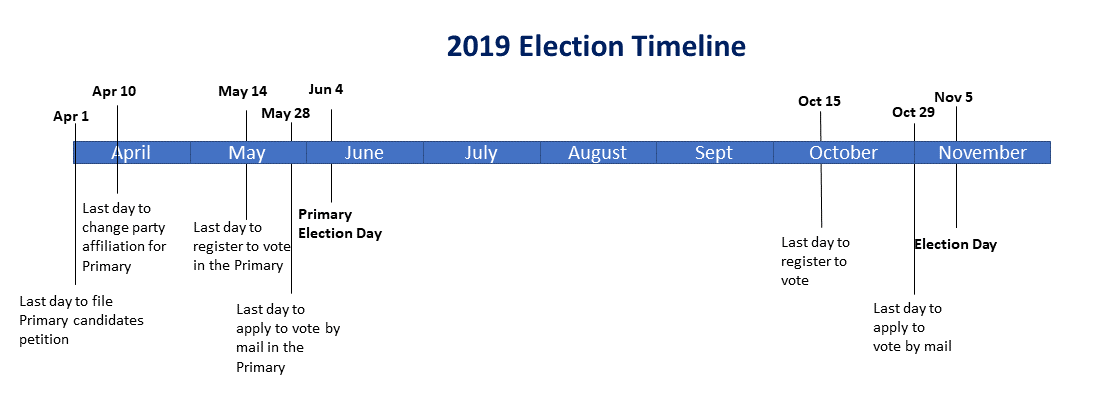 2019 Election Timeline
Apr 1
Apr 10
May 14
May 28
Jun 4
Oct 15
Oct 29
Nov 5
April
May
June
July
August
Sept
October
November
Last day to
change party
affiliation for
Primary
Last day to file
Primary candidates
petition
Last day to
register to vote
in the Primary
Last day to
apply to vote by
mail in the
Primary
Primary
Election Day
Last day to
register to
vote
Last day to
apply to
vote by mail
Election Day